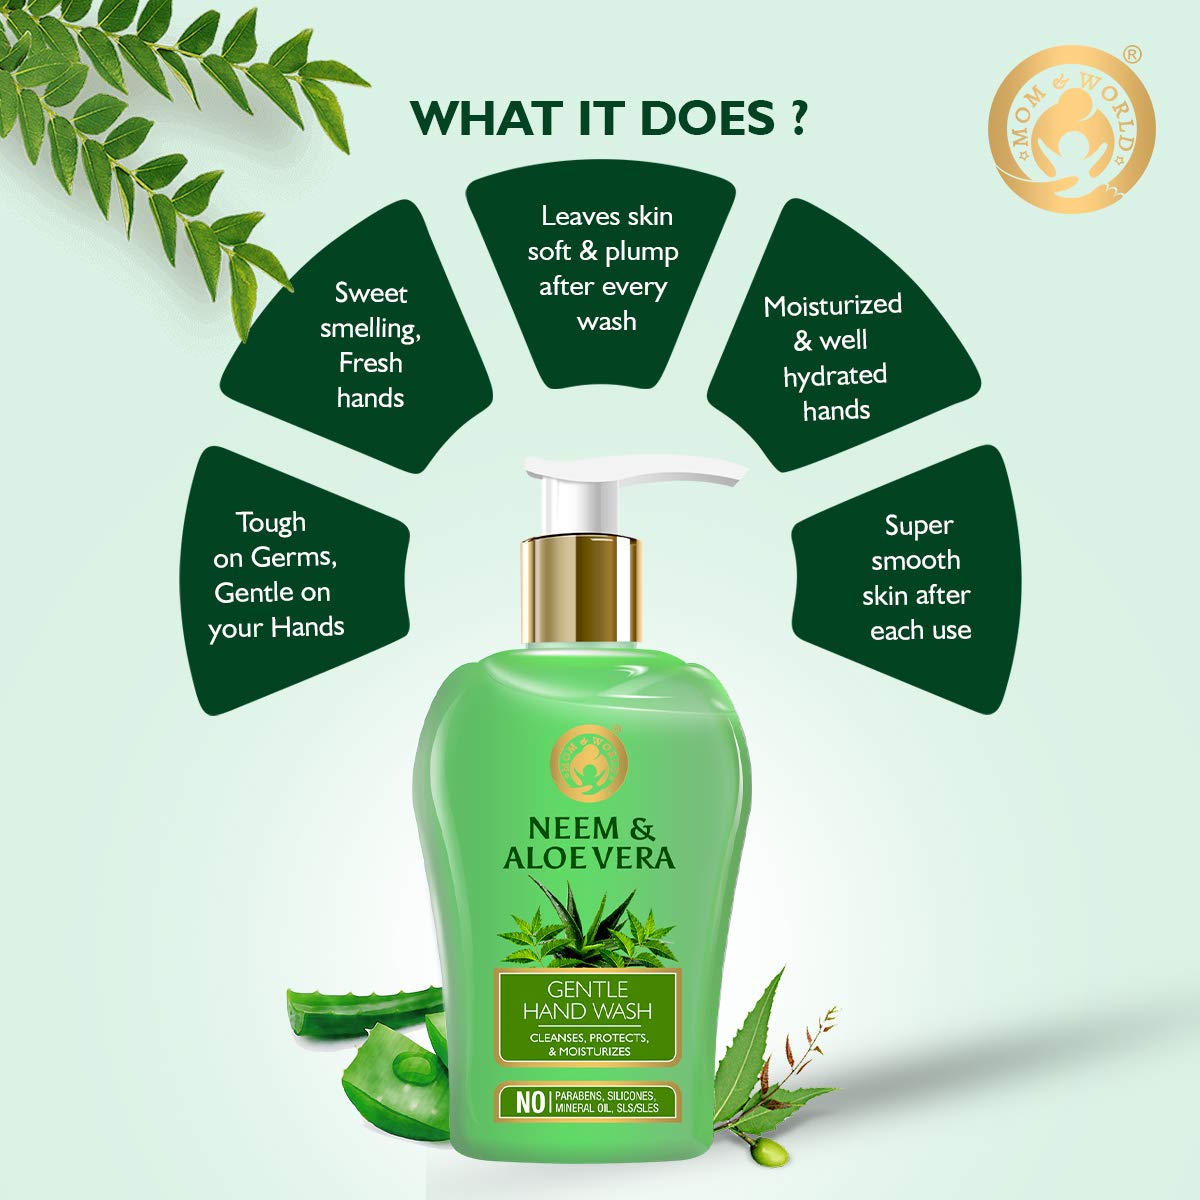 WHAT IT DOES ?
MOM & WORLD
®
Tough
on Germs,
Gentle on
your Hands
Sweet
smelling,
Fresh
hands
Leaves skin
soft & plump
after every
wash
Moisturized
& well
hydrated
hands
Super
smooth
skin after
each use
®
MOM & WORLD
NEEM &
ALOE VERA
GENTLE
HAND WASH
CLEANSES, PROTECTS,
& MOISTURIZES
NO PARABENS, SILICONES,
MINERAL OIL, SLS/SLES